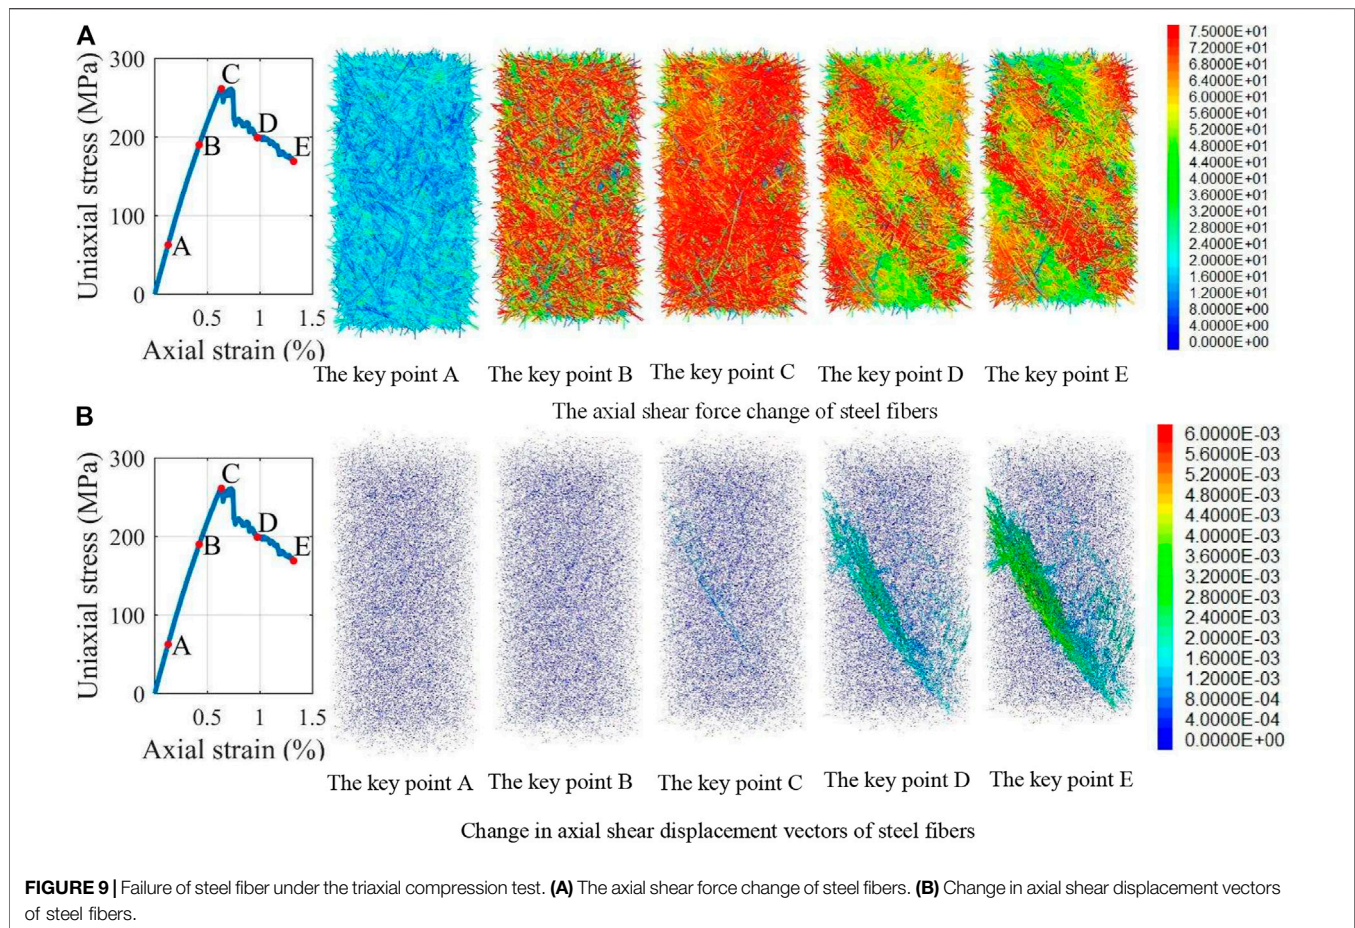 A
Uniaxial stress (MPa)
300
200
100
0
C
B
D
E
A
0.5 1 1.5
Axial strain (%)
7.5000E+01
7.2000E+01
6.8000E+01
6.4000E+01
6.0000E+01
5.6000E+01
5.2000E+01
4.8000E+01
4.4000E+01
4.0000E+01
3.6000E+01
3.2000E+01
2.8000E+01
2.4000E+01
2.0000E+01
1.6000E+01
1.2000E+01
8.0000E+00
4.0000E+00
0.0000E+00
The key point A The key point B The key point C The key point D The key point E
The axial shear force change of steel fibers
B
Uniaxial stress (MPa)
300
200
100
0
C
B
D
E
A
0.5 1 1.5
Axial strain (%)
6.0000E-03
5.6000E-03
5.2000E-03
4.8000E-03
4.4000E-03
4.0000E-03
3.6000E-03
3.2000E-03
2.8000E-03
2.4000E-03
2.0000E-03
1.6000E-03
1.2000E-03
8.0000E-04
4.0000E-04
0.0000E+00
The key point A The key point B The key point C The key point D The key point E
Change in axial shear displacement vectors of steel fibers
FIGURE 9 | Failure of steel fiber under the triaxial compression test. (A) The axial shear force change of steel fibers. (B) Change in axial shear displacement vectors
of steel fibers.